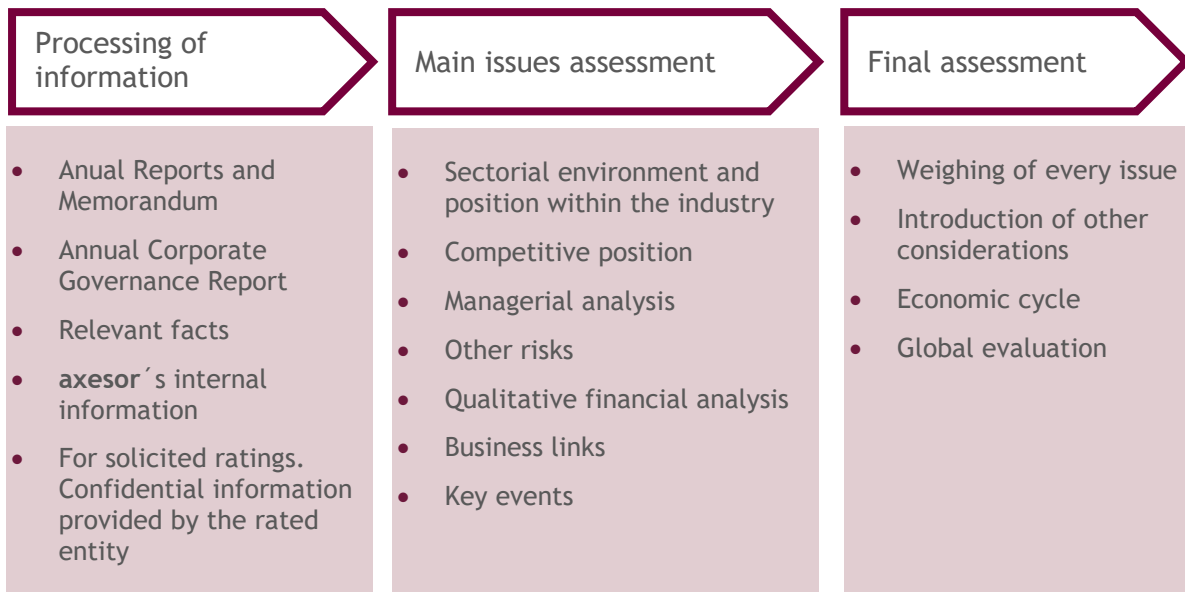 Processing of
information
• Anual Reports and
Memorandum
• Annual Corporate
Governance Report
• Relevant facts
• axesor´s internal
information
• For solicited ratings.
Confidential information
provided by the rated
entity
Main issues assessment
• Sectorial environment and
position within the industry
• Competitive position
• Managerial analysis
• Other risks
• Qualitative financial analysis
• Business links
• Key events
Final assessment
• Weighing of every issue
• Introduction of other
considerations
• Economic cycle
• Global evaluation